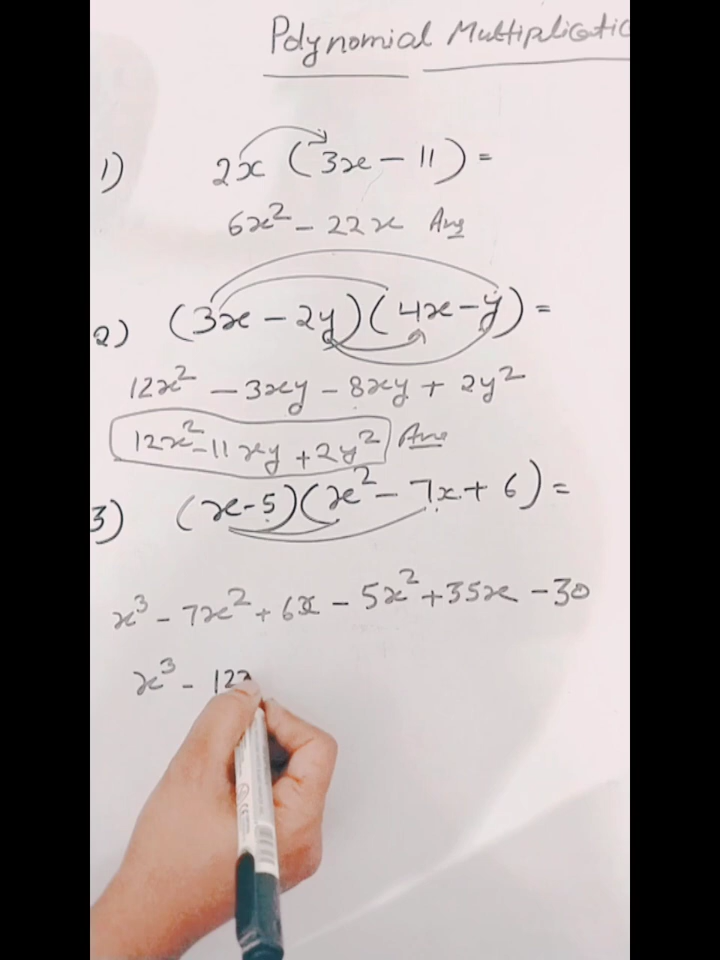 Polynomial Multiplicatio
1) 2x (3x - 11) =
6x² - 22x Ans
2) (3x - 2y)(4x - y) =
12x² - 3xy - 8xy + 2y²
12x² - 11xy + 2y² Ans
3) (x - 5)(x² - 7x + 6) =
x³ - 7x² + 6x - 5x² + 35x - 30
x³ - 12x